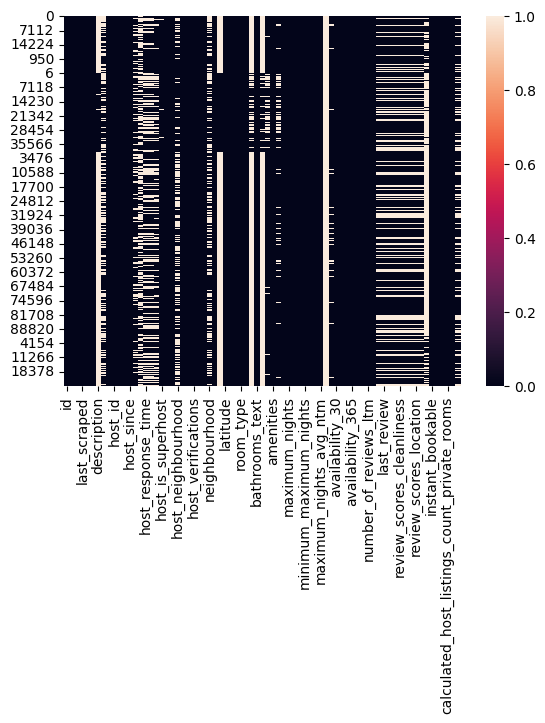 0
7112
14224
950
6
7118
14230
21342
28454
35566
3476
10588
17700
24812
31924
39036
46148
53260
60372
67484
74596
81708
88820
4154
11266
18378
id
last_scraped
description
host_id
host_since
host_response_time
host_is_superhost
host_neighbourhood
host_verifications
neighbourhood
latitude
room_type
bathrooms_text
amenities
maximum_nights
minimum_maximum_nights
maximum_nights_avg_ntm
availability_30
availability_365
number_of_reviews_ltm
last_review
review_scores_cleanliness
review_scores_location
instant_bookable
calculated_host_listings_count_private_rooms
1.0
0.8
0.6
0.4
0.2
0.0